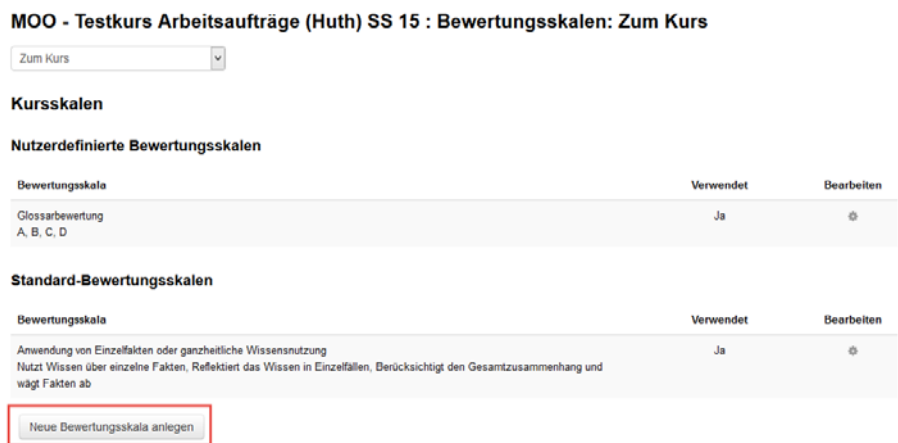 MOO - Testkurs Arbeitsaufträge (Huth) SS 15 : Bewertungsskalen: Zum Kurs
Zum Kurs
Kursskalen
Nutzerdefinierte Bewertungsskalen
Bewertungsskala Verwendet Bearbeiten
Glossarbewertung Ja
A, B, C, D
Standard-Bewertungsskalen
Bewertungsskala Verwendet Bearbeiten
Anwendung von Einzelfakten oder ganzheitliche Wissensnutzung Ja
Nutzt Wissen über einzelne Fakten, Reflektiert das Wissen in Einzelfällen, Berücksichtigt den Gesamtzusammenhang und
wägt Fakten ab
Neue Bewertungsskala anlegen